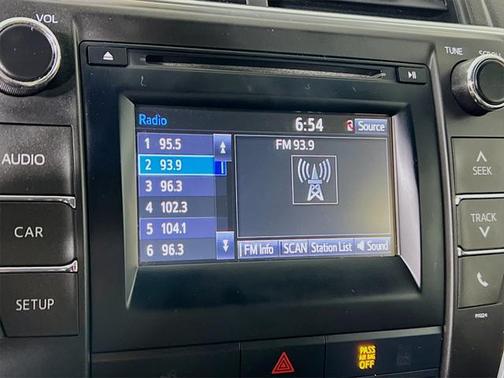 VOL
TUNE
SCROLL
Radio
6:54
Source
1 95.5
2 93.9
3 96.3
4 102.3
5 104.1
6 96.3
FM 93.9
FM Info
SCAN
Station List
Sound
AUDIO
CAR
SETUP
SEEK
TRACK
PASS
AIR BAG OFF